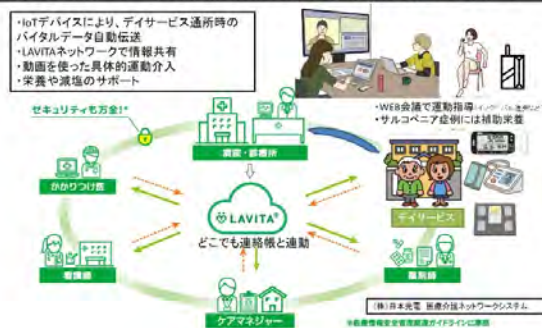 ・IoTデバイスにより、デイサービス通所時の
バイタルデータ自動伝送
・LAVITAネットワークで情報共有
・動画を使った具体的運動介入
・栄養や減塩のサポート
・WEB会議で運動指導
・サルコペニア症例には補助栄養
セキュリティも万全!*
病院・診療所
かかりつけ医
デイサービス
LAVITA®
どこでも連絡帳と連動
看護師
薬剤師
ケアマネジャー
(株)日本光電 医療介護ネットワークシステム